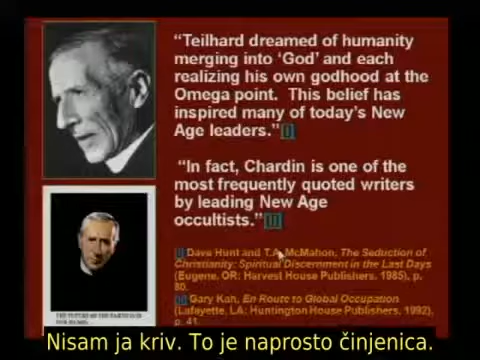 “Teilhard dreamed of humanity
merging into ‘God’ and each
realizing his own godhood at the
Omega point. This belief has
inspired many of today’s New
Age leaders.”[i]
“In fact, Chardin is one of the
most frequently quoted writers
by leading New Age
occultists.”[ii]
[i] Dave Hunt and T.A. McMahon, The Seduction of
Christianity: Spiritual Discernment in the Last Days
(Eugene, OR: Harvest House Publishers, 1985), p.
80.
Gary Kah, En Route to Global Occupation
(Lafayette, LA: Huntington House Publishers, 1992),
p. 41.
Nisam ja kriv. To je naprosto činjenica.